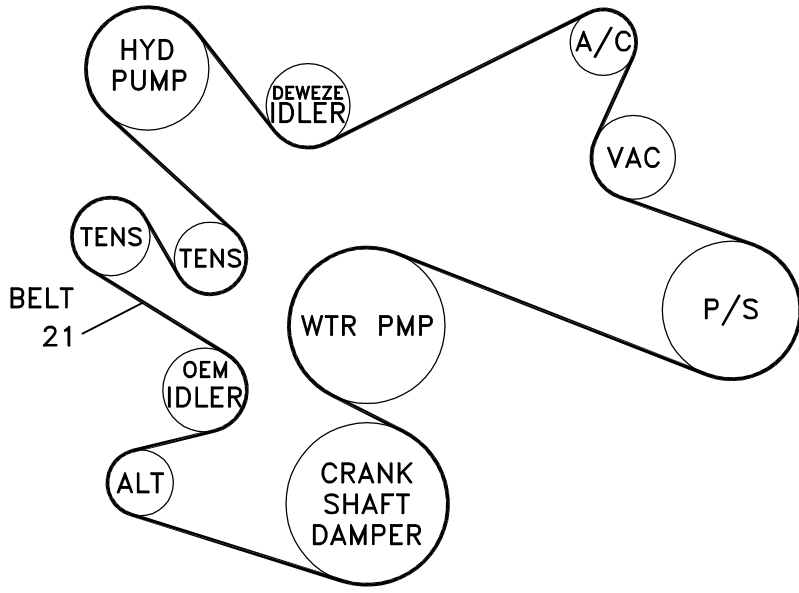 HYD
PUMP
DEWEZE
IDLER
A/C
VAC
TENS
TENS
BELT
21
WTR PMP
P/S
OEM
IDLER
ALT
CRANK
SHAFT
DAMPER